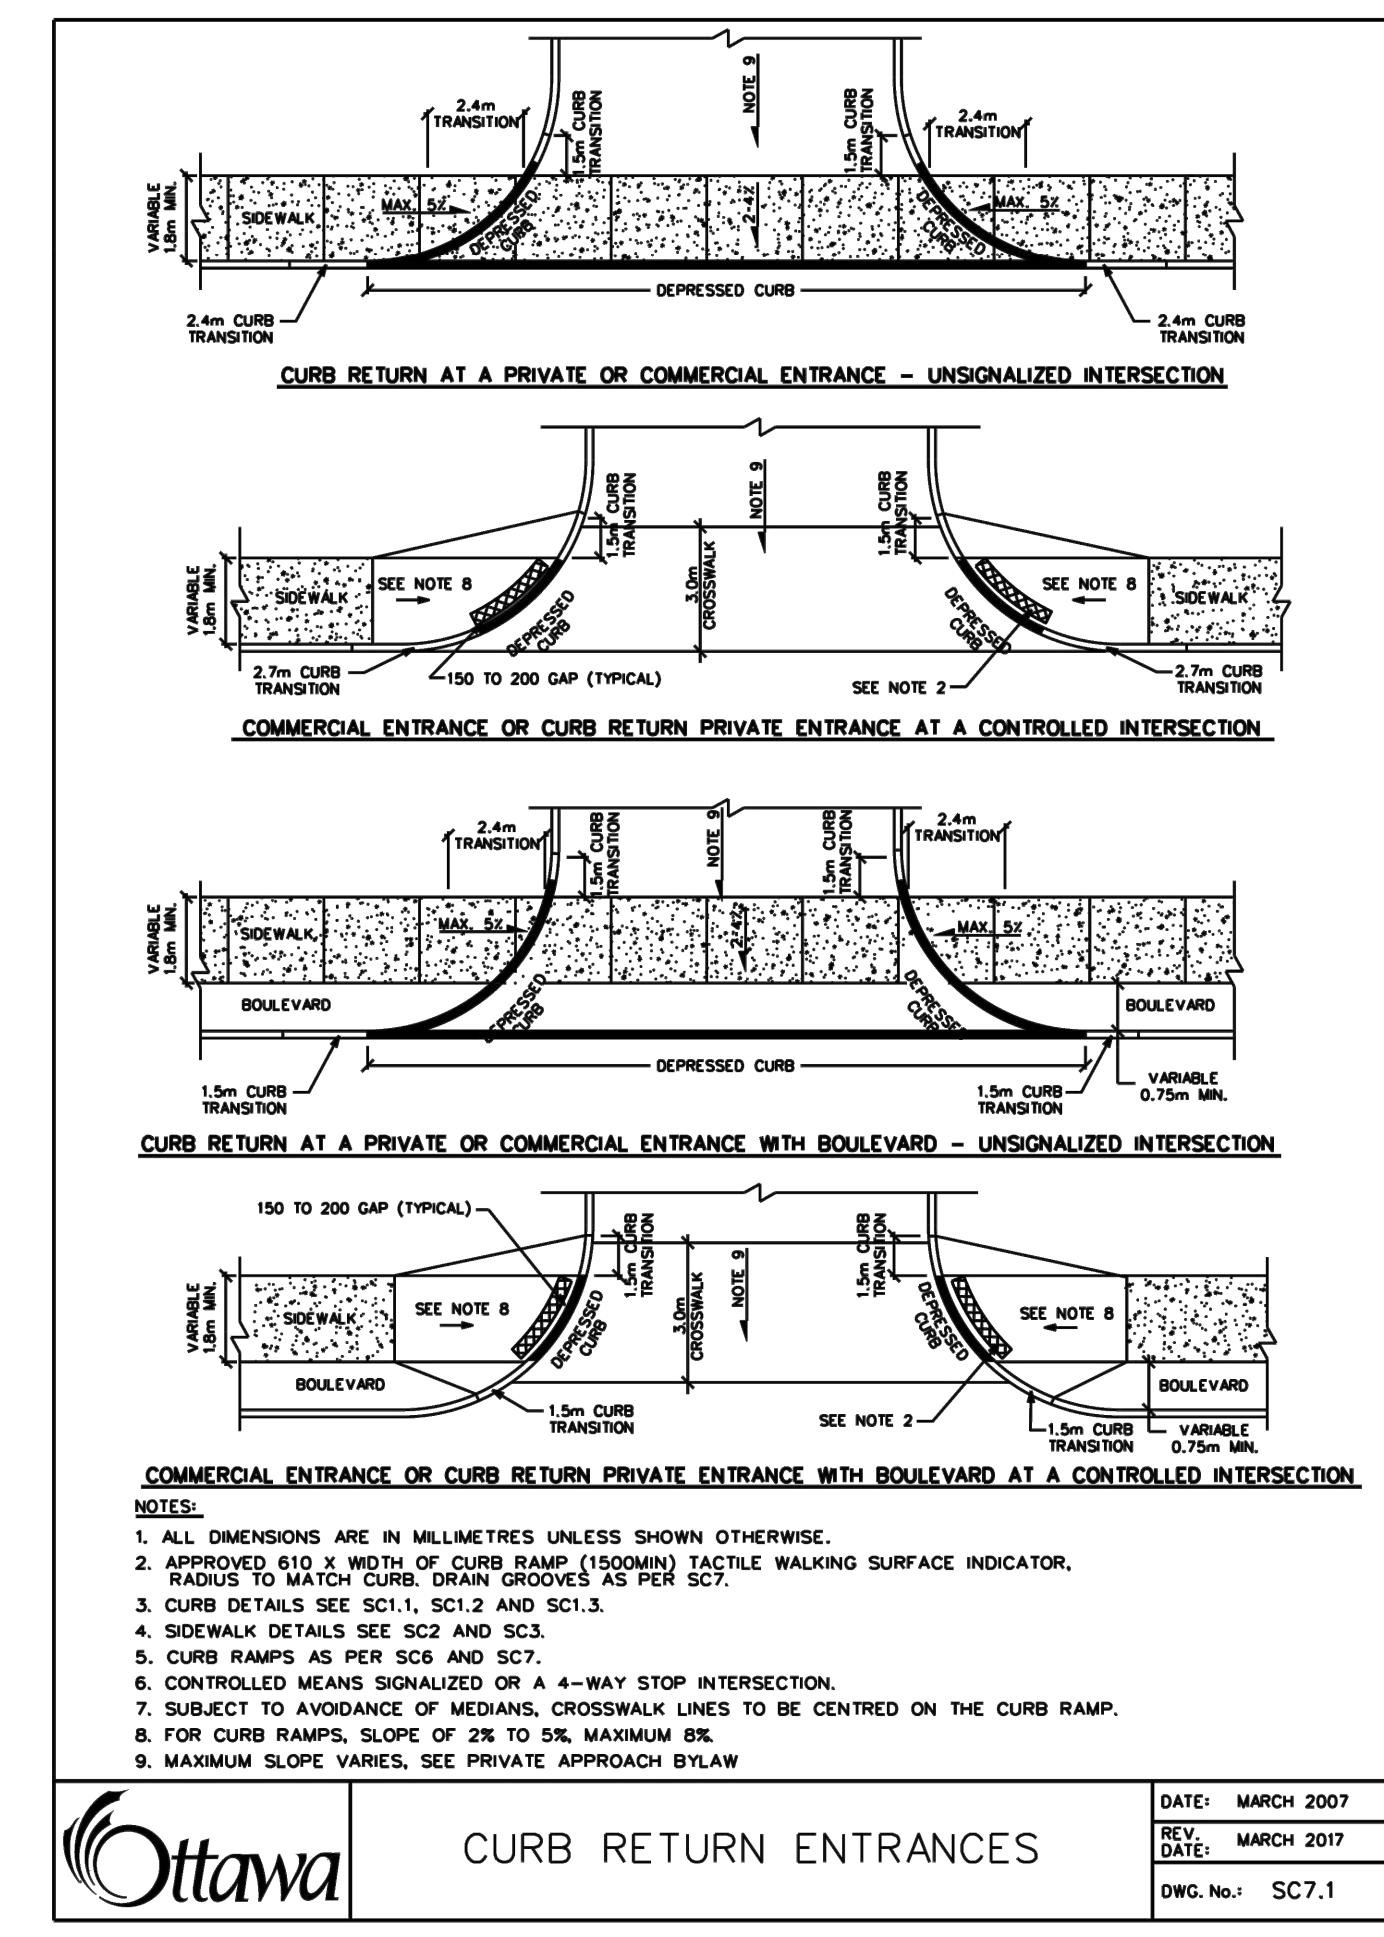 NOTE 9
2.4m
TRANSITION
1.5m CURB
TRANSITION
1.5m CURB
TRANSITION
2.4m
TRANSITION
VARIABLE
1.8m MIN.
SIDEWALK
MAX. 5%
DEPRESSED
CURB
2-4%
DEPRESSED
CURB
MAX. 5%
DEPRESSED CURB
2.4m CURB
TRANSITION
2.4m CURB
TRANSITION
CURB RETURN AT A PRIVATE OR COMMERCIAL ENTRANCE - UNSIGNALIZED INTERSECTION
NOTE 9
1.5m CURB
TRANSITION
1.5m CURB
TRANSITION
VARIABLE
1.8m MIN.
SIDEWALK
SEE NOTE 8
DEPRESSED
CURB
3.0m
CROSSWALK
DEPRESSED
CURB
SEE NOTE 8
SIDEWALK
2.7m CURB
TRANSITION
150 TO 200 GAP (TYPICAL)
SEE NOTE 2
2.7m CURB
TRANSITION
COMMERCIAL ENTRANCE OR CURB RETURN PRIVATE ENTRANCE AT A CONTROLLED INTERSECTION
2.4m
TRANSITION
1.5m CURB
TRANSITION
NOTE 9
1.5m CURB
TRANSITION
2.4m
TRANSITION
VARIABLE
1.8m MIN.
SIDEWALK
MAX. 5%
2-4%
MAX. 5%
BOULEVARD
DEPRESSED
CURB
DEPRESSED
CURB
BOULEVARD
DEPRESSED CURB
1.5m CURB
TRANSITION
1.5m CURB
TRANSITION
VARIABLE
0.75m MIN.
CURB RETURN AT A PRIVATE OR COMMERCIAL ENTRANCE WITH BOULEVARD - UNSIGNALIZED INTERSECTION
150 TO 200 GAP (TYPICAL)
1.5m CURB
TRANSITION
NOTE 9
1.5m CURB
TRANSITION
VARIABLE
1.8m MIN.
SIDEWALK
SEE NOTE 8
DEPRESSED
CURB
3.0m
CROSSWALK
DEPRESSED
CURB
SEE NOTE 8
BOULEVARD
BOULEVARD
1.5m CURB
TRANSITION
SEE NOTE 2
1.5m CURB
TRANSITION
VARIABLE
0.75m MIN.
COMMERCIAL ENTRANCE OR CURB RETURN PRIVATE ENTRANCE WITH BOULEVARD AT A CONTROLLED INTERSECTION
NOTES:
1. ALL DIMENSIONS ARE IN MILLIMETRES UNLESS SHOWN OTHERWISE.
2. APPROVED 610 X WIDTH OF CURB RAMP (1500MIN) TACTILE WALKING SURFACE INDICATOR,
RADIUS TO MATCH CURB. DRAIN GROOVES AS PER SC7.
3. CURB DETAILS SEE SC1.1, SC1.2 AND SC1.3.
4. SIDEWALK DETAILS SEE SC2 AND SC3.
5. CURB RAMPS AS PER SC6 AND SC7.
6. CONTROLLED MEANS SIGNALIZED OR A 4-WAY STOP INTERSECTION.
7. SUBJECT TO AVOIDANCE OF MEDIANS, CROSSWALK LINES TO BE CENTRED ON THE CURB RAMP.
8. FOR CURB RAMPS, SLOPE OF 2% TO 5%, MAXIMUM 8%.
9. MAXIMUM SLOPE VARIES, SEE PRIVATE APPROACH BYLAW
Ottawa
CURB RETURN ENTRANCES
DATE: MARCH 2007
REV. DATE: MARCH 2017
DWG. No.: SC7.1